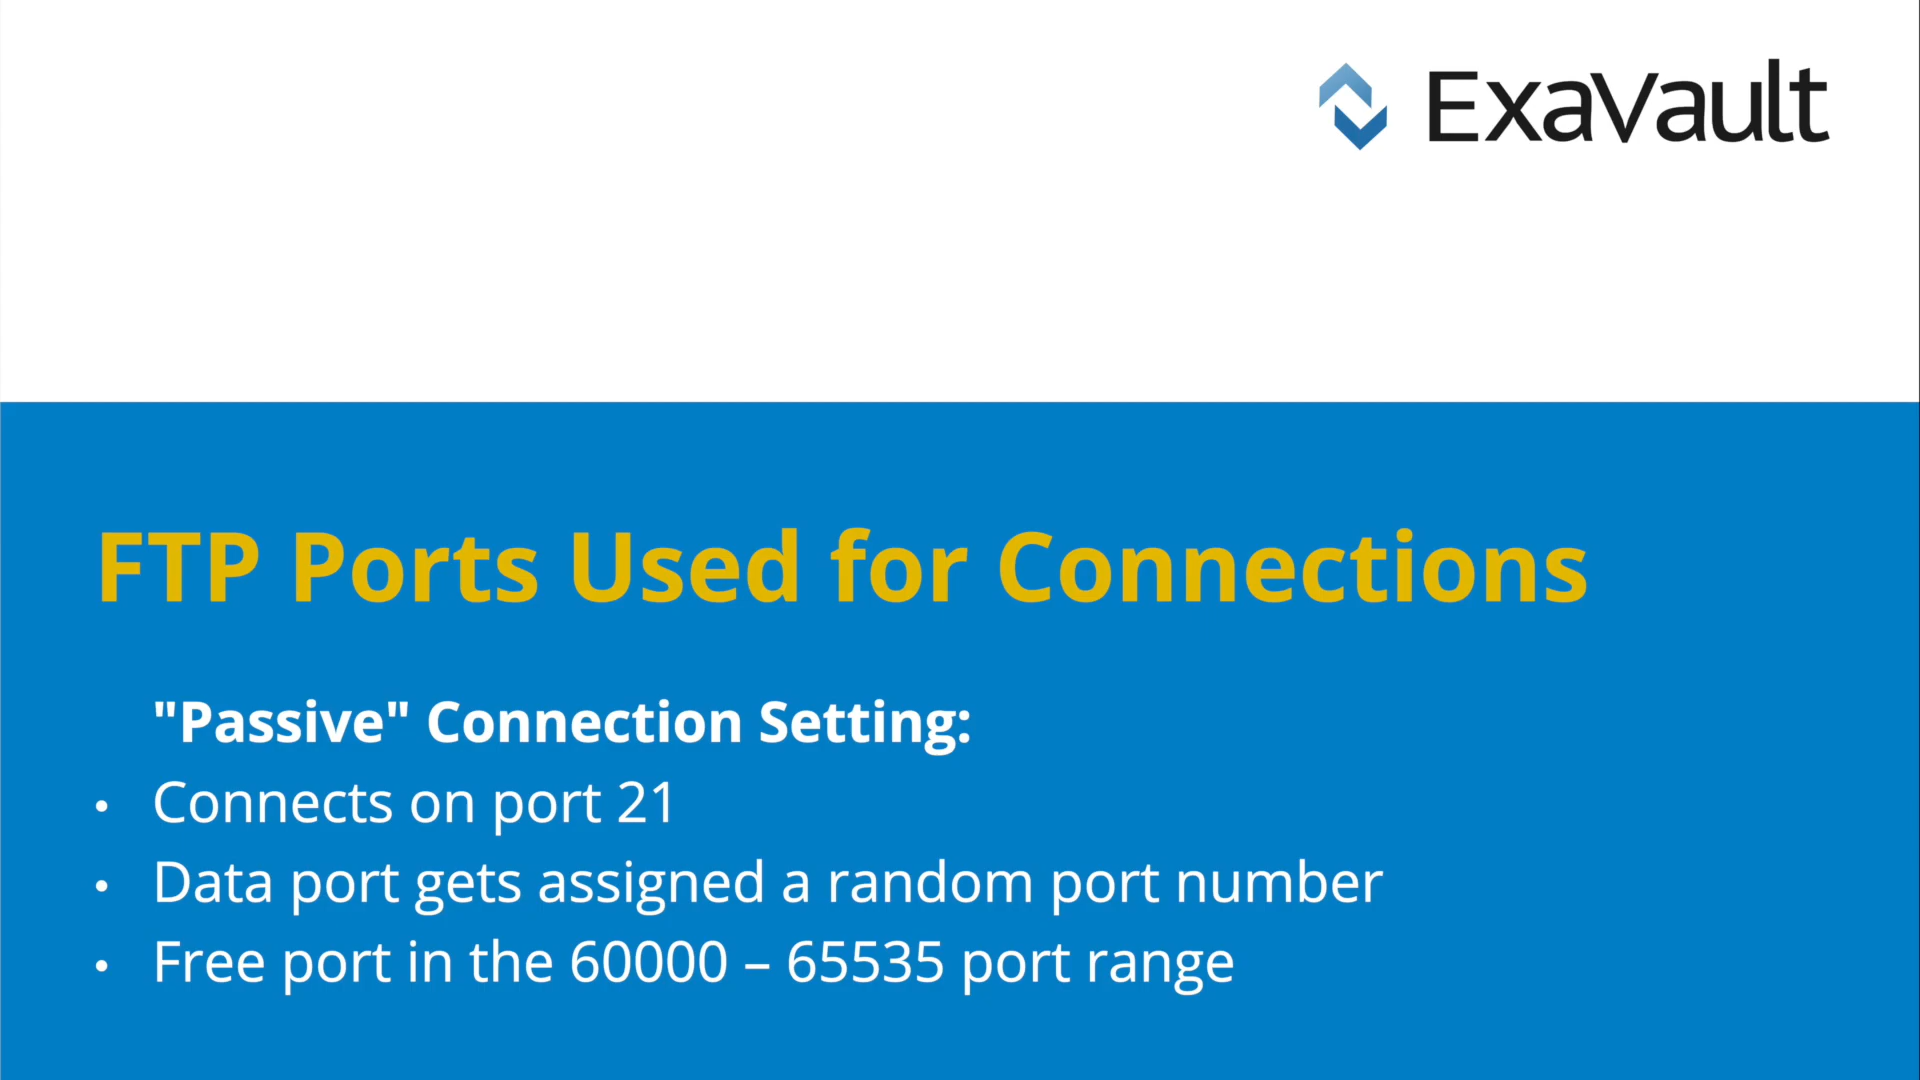 ExaVault
FTP Ports Used for Connections
"Passive" Connection Setting:
• Connects on port 21
• Data port gets assigned a random port number
• Free port in the 60000 – 65535 port range